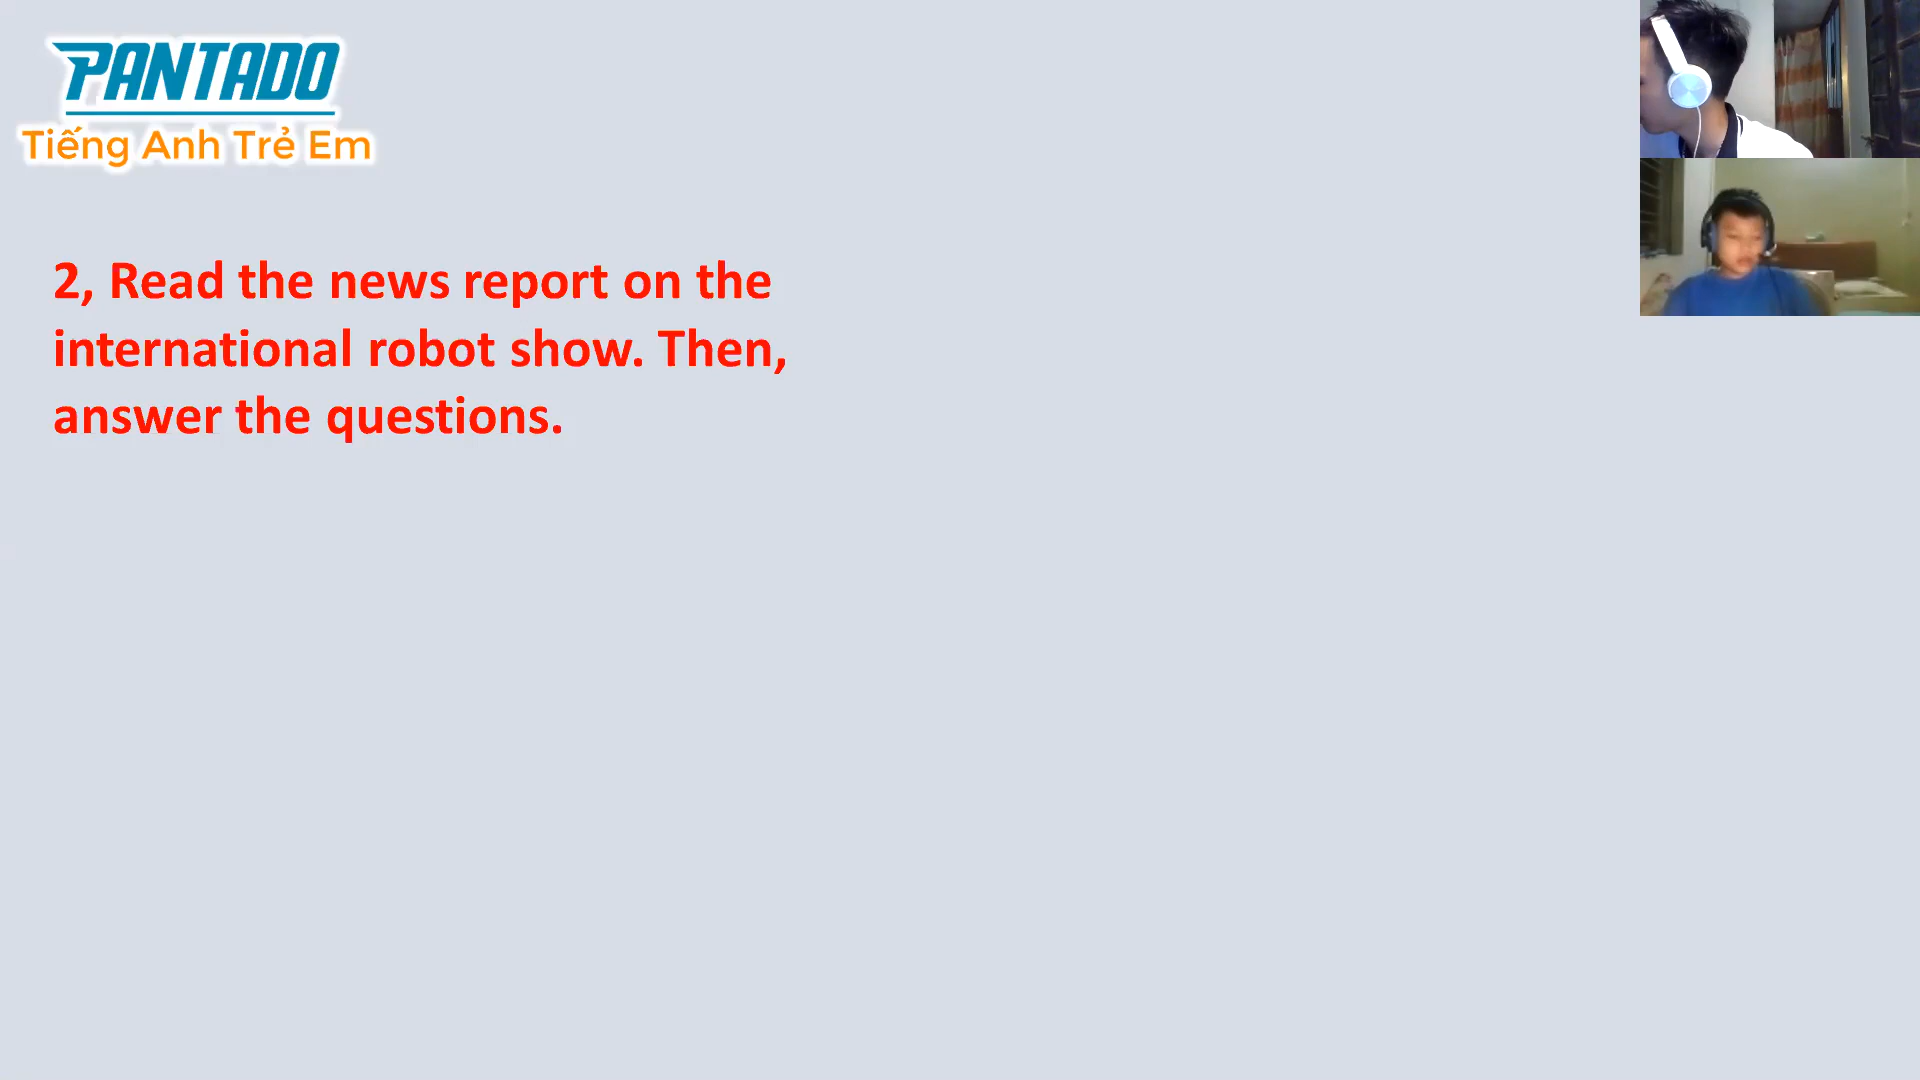 PANTADO
Tiếng Anh Trẻ Em
2, Read the news report on the
international robot show. Then,
answer the questions.